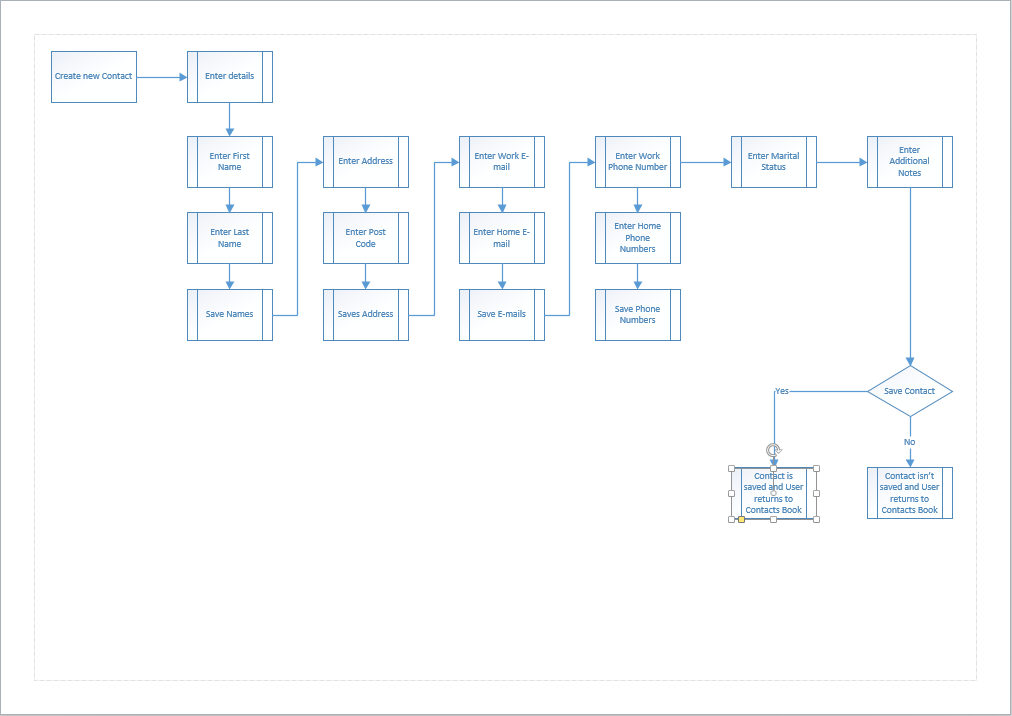 Create new Contact
Enter details
Enter First
Name
Enter Last
Name
Save Names
Enter Address
Enter Post
Code
Saves Address
Enter Work E-
mail
Enter Home E-
mail
Save E-mails
Enter Work
Phone Number
Enter Home
Phone
Numbers
Save Phone
Numbers
Enter Marital
Status
Enter
Additional
Notes
Save Contact
Yes
No
Contact is
saved and User
returns to
Contacts Book
Contact isn't
saved and User
returns to
Contacts Book